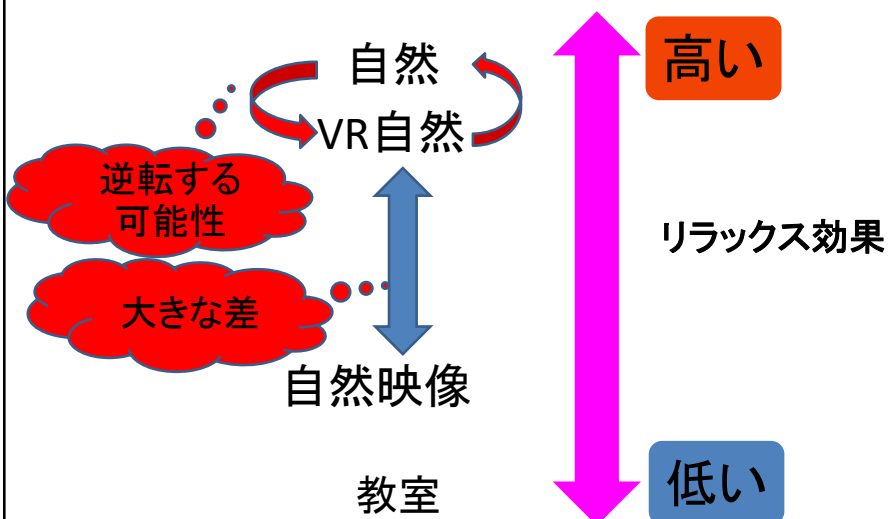 自然
高い
VR自然
逆転する
可能性
リラックス効果
大きな差
自然映像
教室
低い